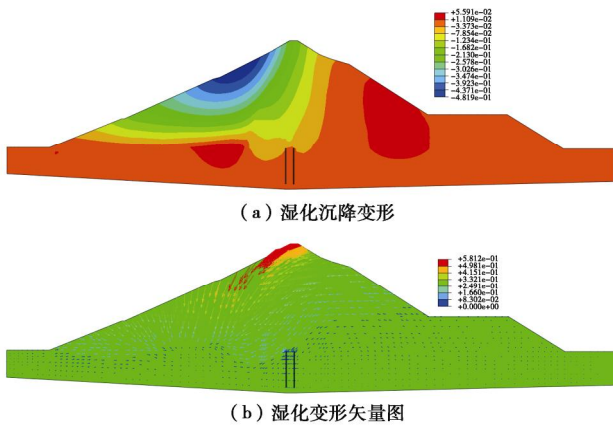 +5.591e-02
+1.109e-02
-3.373e-02
-7.854e-02
-1.234e-01
-1.682e-01
-2.130e-01
-2.578e-01
-3.026e-01
-3.474e-01
-3.923e-01
-4.371e-01
-4.819e-01
(a)湿化沉降变形
+5.812e-01
+4.981e-01
+4.151e-01
+3.321e-01
+2.491e-01
+1.660e-01
+8.302e-02
+0.000e+00
(b)湿化变形矢量图